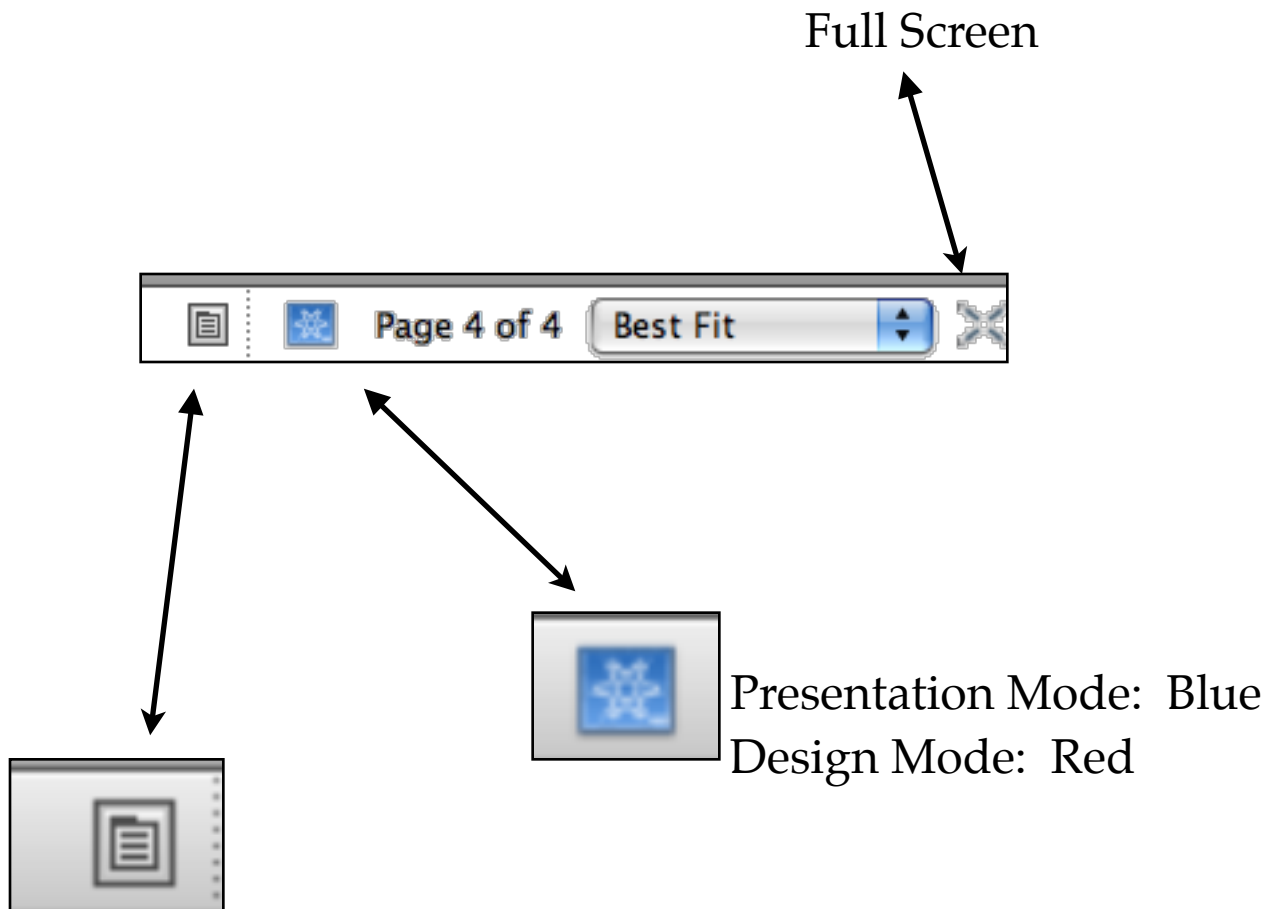 Full Screen
Page 4 of 4 Best Fit
Presentation Mode: Blue
Design Mode: Red